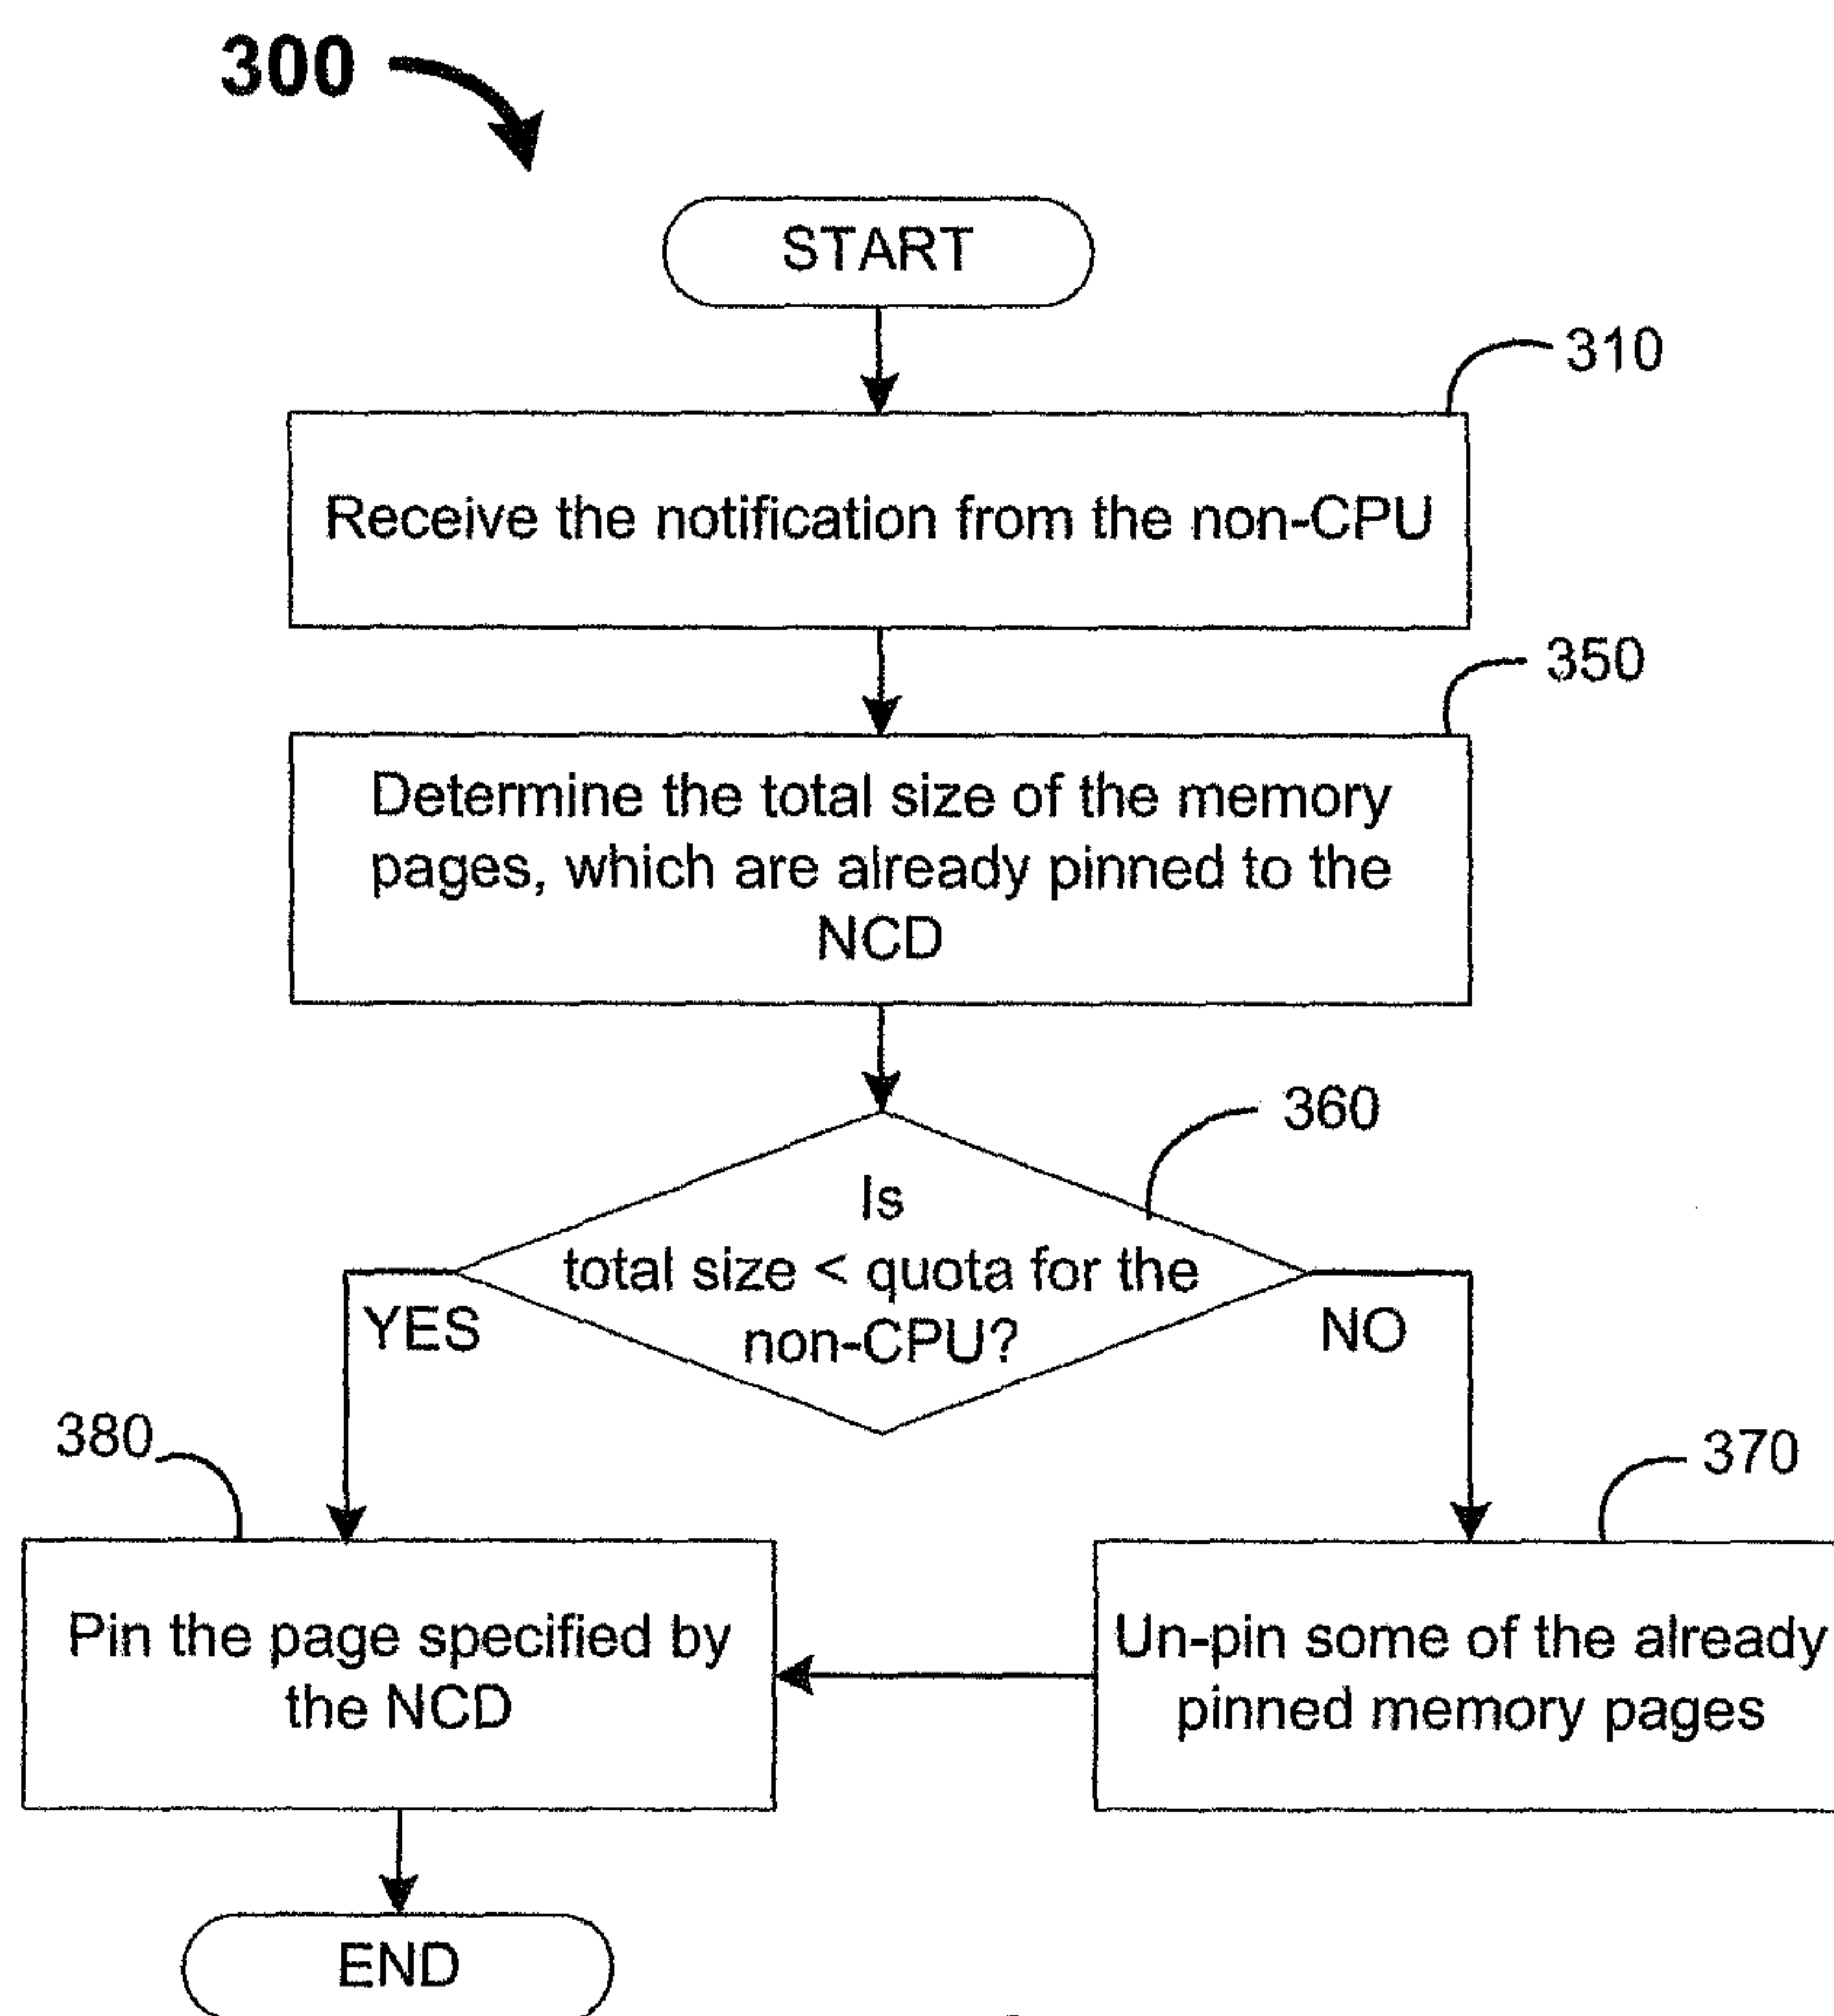 300
START
310
Receive the notification from the non-CPU
350
Determine the total size of the memory
pages, which are already pinned to the
NCD
360
Is
total size < quota for the
non-CPU?
YES
NO
380
370
Pin the page specified by
the NCD
Un-pin some of the already
pinned memory pages
END